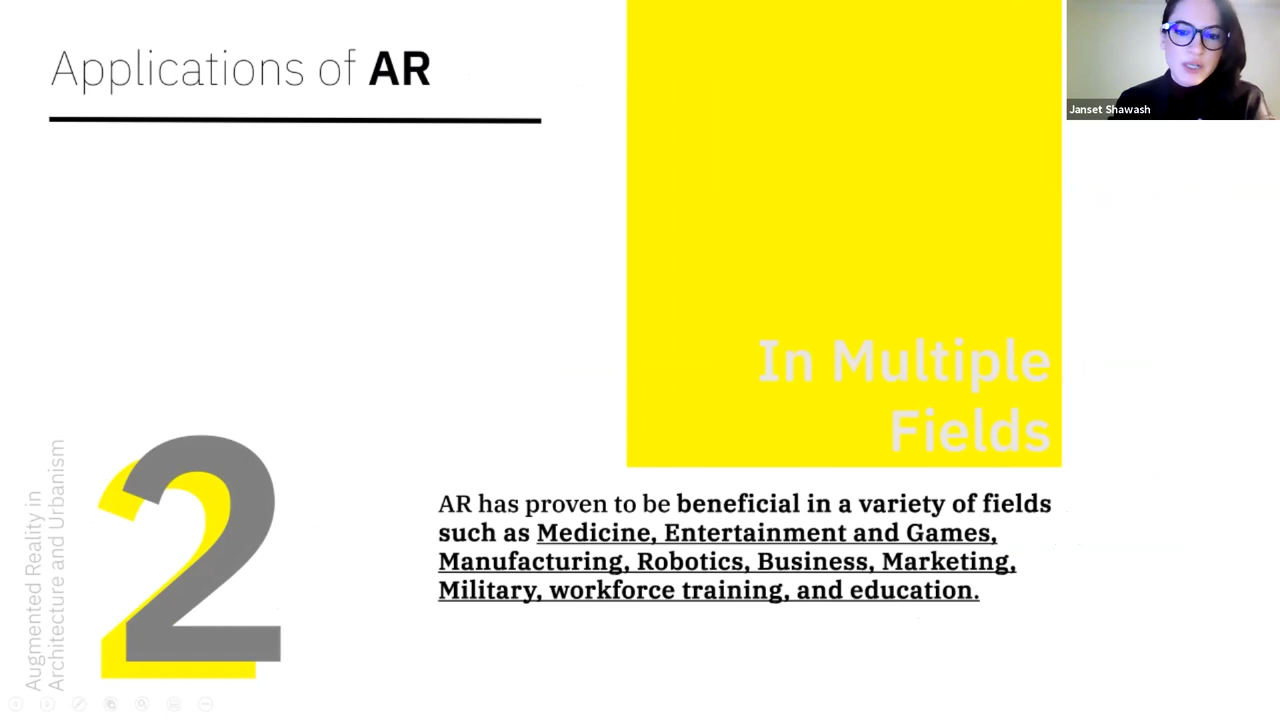 Applications of AR
Janset Shawash
In Multiple
Fields
AR has proven to be beneficial in a variety of fields
such as Medicine, Entertainment and Games,
Manufacturing, Robotics, Business, Marketing,
Military, workforce training, and education.
2
Augmented Reality in
Architecture and Urbanism